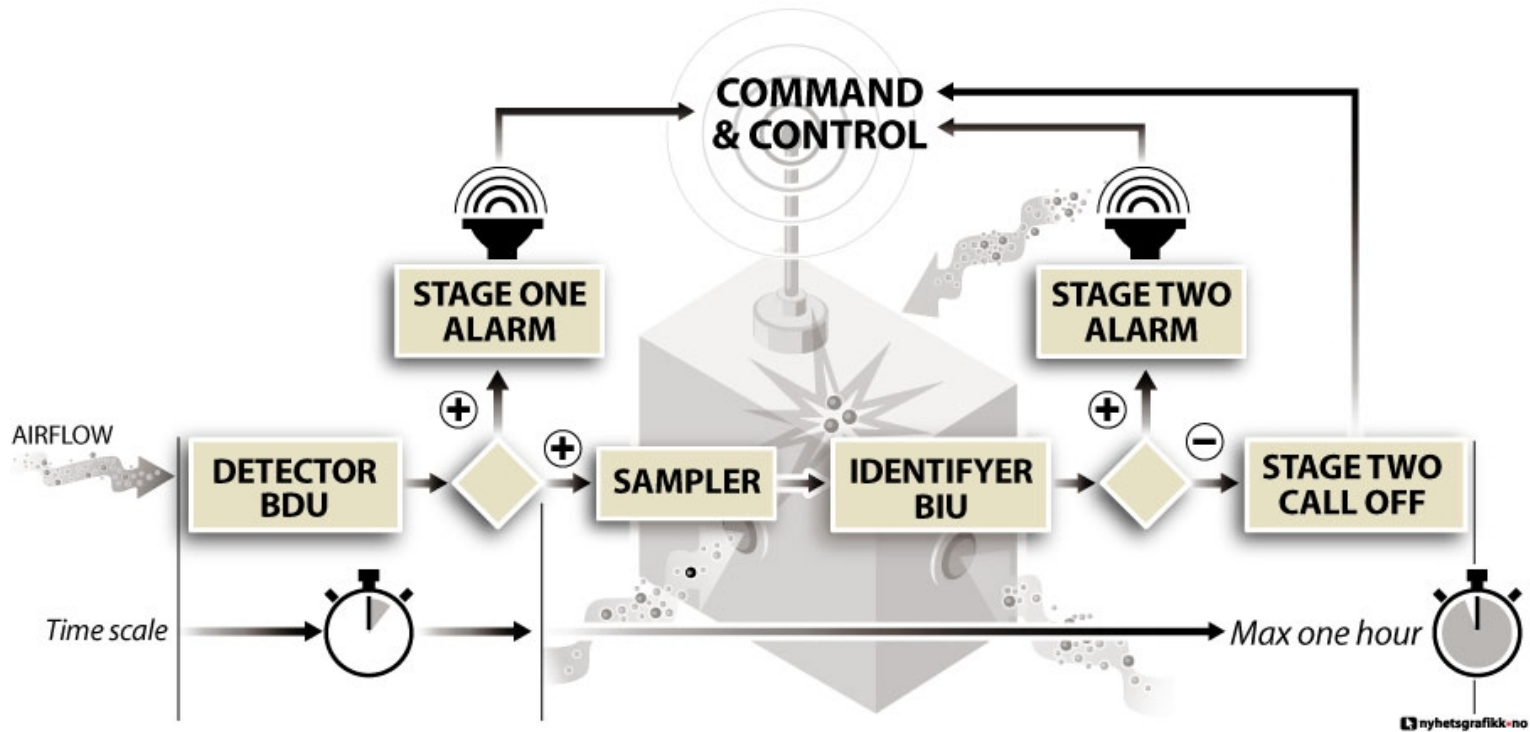 COMMAND
& CONTROL
STAGE ONE
ALARM
STAGE TWO
ALARM
+
+
AIRFLOW
+
−
DETECTOR
BDU
SAMPLER
IDENTIFYER
BIU
STAGE TWO
CALL OFF
Time scale
Max one hour
nyhetsgrafikk.no